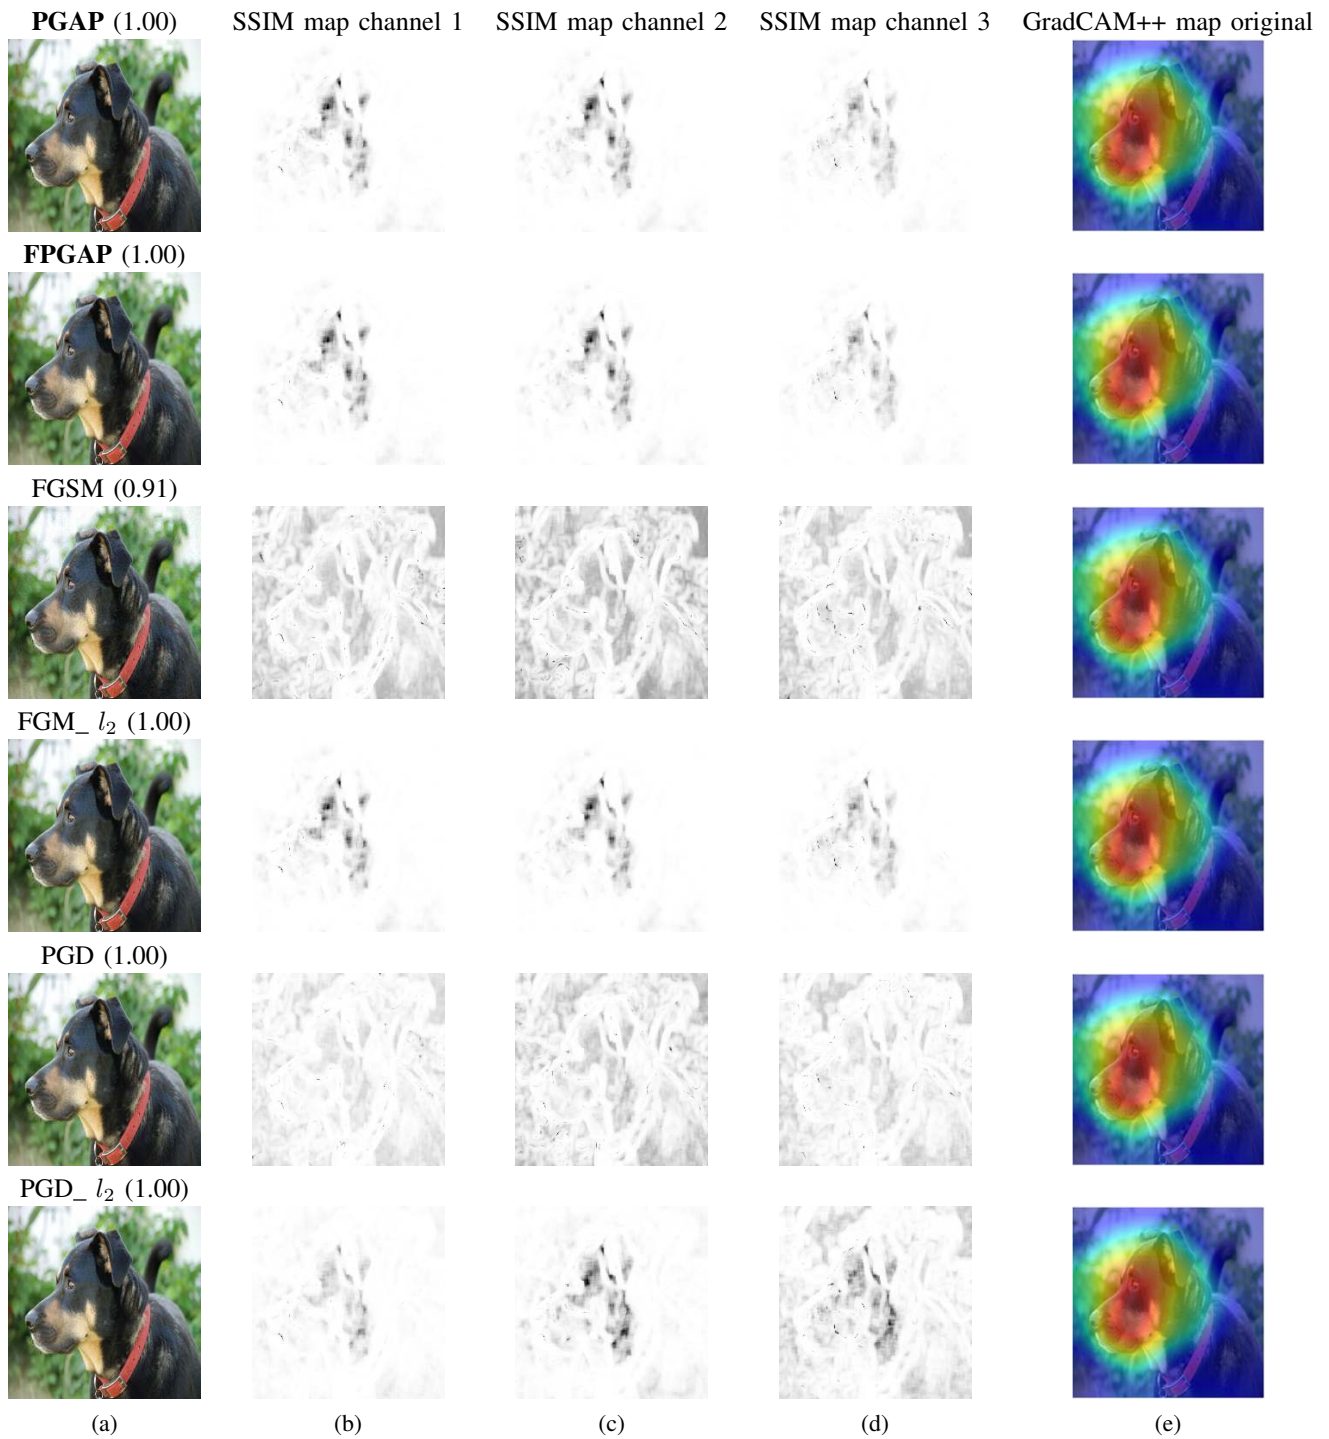 PGAP (1.00) SSIM map channel 1 SSIM map channel 2 SSIM map channel 3 GradCAM++ map original
FPGAP (1.00)
FGSM (0.91)
FGM_ l₂ (1.00)
PGD (1.00)
PGD_ l₂ (1.00)
(a) (b) (c) (d) (e)